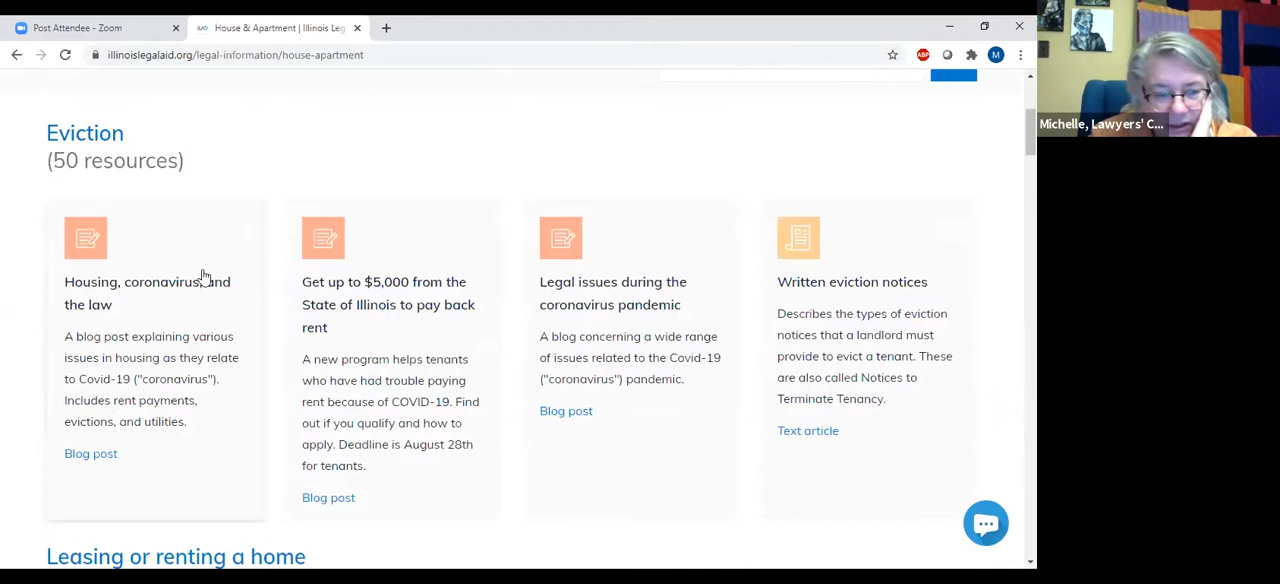 Post Attendee - Zoom
House & Apartment | Illinois Leg
illinoislegalaid.org/legal-information/house-apartment
ABP
M
Michelle, Lawyers' C...
Eviction
(50 resources)
Housing, coronavirus, and
the law
A blog post explaining various
issues in housing as they relate
to Covid-19 ("coronavirus").
Includes rent payments,
evictions, and utilities.
Blog post
Get up to $5,000 from the
State of Illinois to pay back
rent
A new program helps tenants
who have had trouble paying
rent because of COVID-19. Find
out if you qualify and how to
apply. Deadline is August 28th
for tenants.
Blog post
Legal issues during the
coronavirus pandemic
A blog concerning a wide range
of issues related to the Covid-19
("coronavirus") pandemic.
Blog post
Written eviction notices
Describes the types of eviction
notices that a landlord must
provide to evict a tenant. These
are also called Notices to
Terminate Tenancy.
Text article
Leasing or renting a home